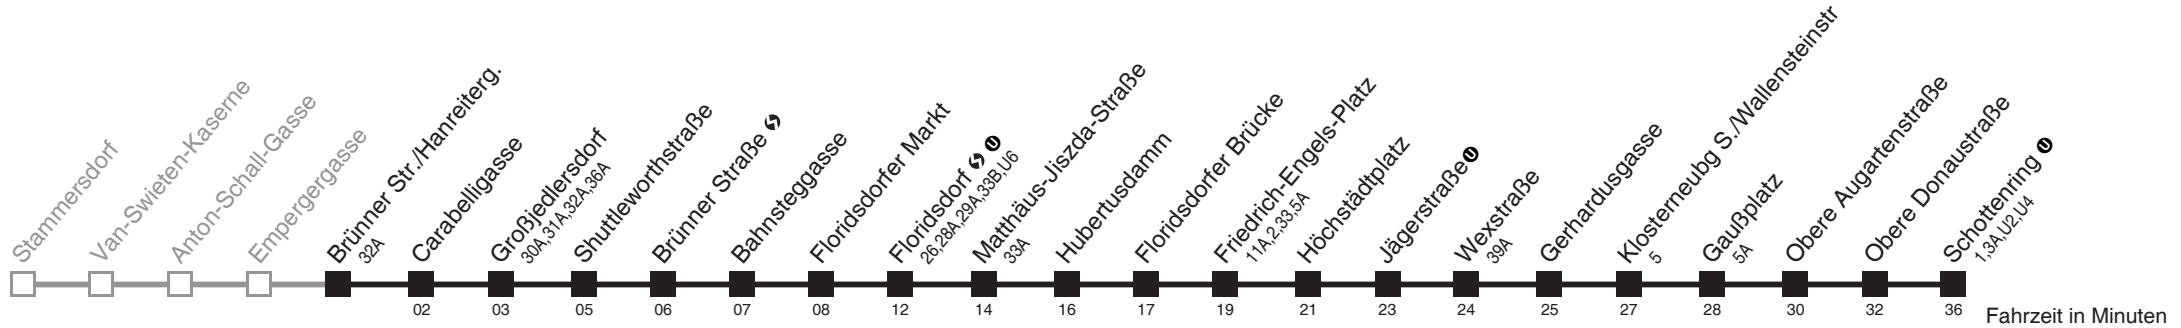 Stammersdorf
Van-Swieten-Kaserne
Anton-Schall-Gasse
Empergergasse
Brünner Str./Hanreiterg.
32A
Carabelligasse
Großjedlersdorf
30A,31A,32A,36A
Shuttleworthstraße
Brünner Straße
Bahnsteggasse
Floridsdorfer Markt
Floridsdorf U
26,28A,29A,33B,U6
Matthäus-Jiszda-Straße
33A
Hubertusdamm
Floridsdorfer Brücke
Friedrich-Engels-Platz
11A,2,33,5A
Höchstädtplatz
Jägerstraße U
Wexstraße
39A
Gerhardusgasse
Klosterneubg S./Wallensteinstr
5
Gaußplatz
5A
Obere Augartenstraße
Obere Donaustraße
Schottenring U
1,3A,U2,U4
02 03 05 06 07 08 12 14 16 17 19 21 23 24 25 27 28 30 32 36 Fahrzeit in Minuten